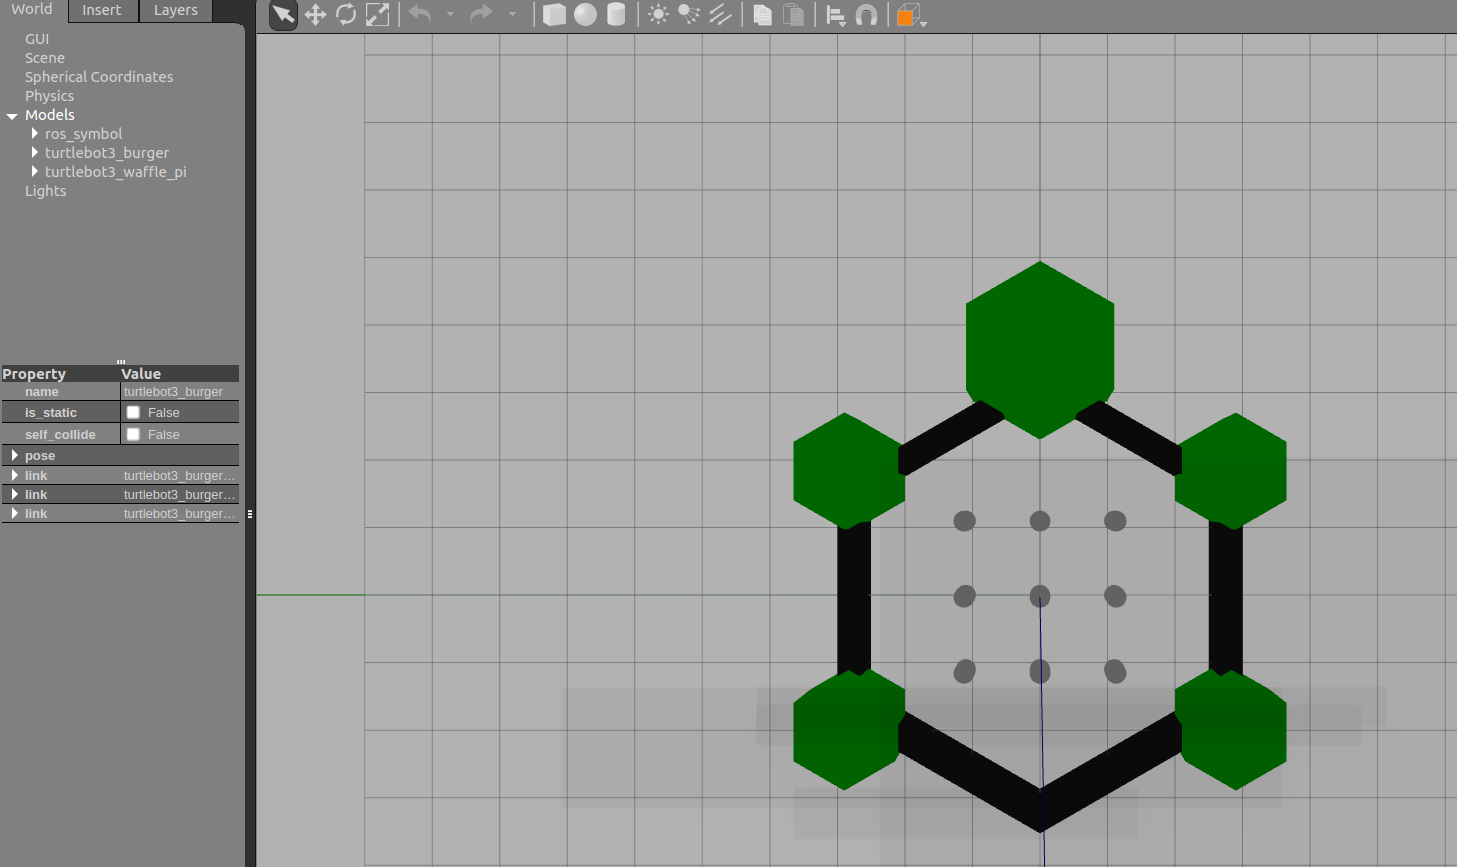 World Insert Layers
GUI
Scene
Spherical Coordinates
Physics
Models
ros_symbol
turtlebot3_burger
turtlebot3_waffle_pi
Lights
Property Value
name turtlebot3_burger
is_static False
self_collide False
pose
link turtlebot3_burger...
link turtlebot3_burger...
link turtlebot3_burger...